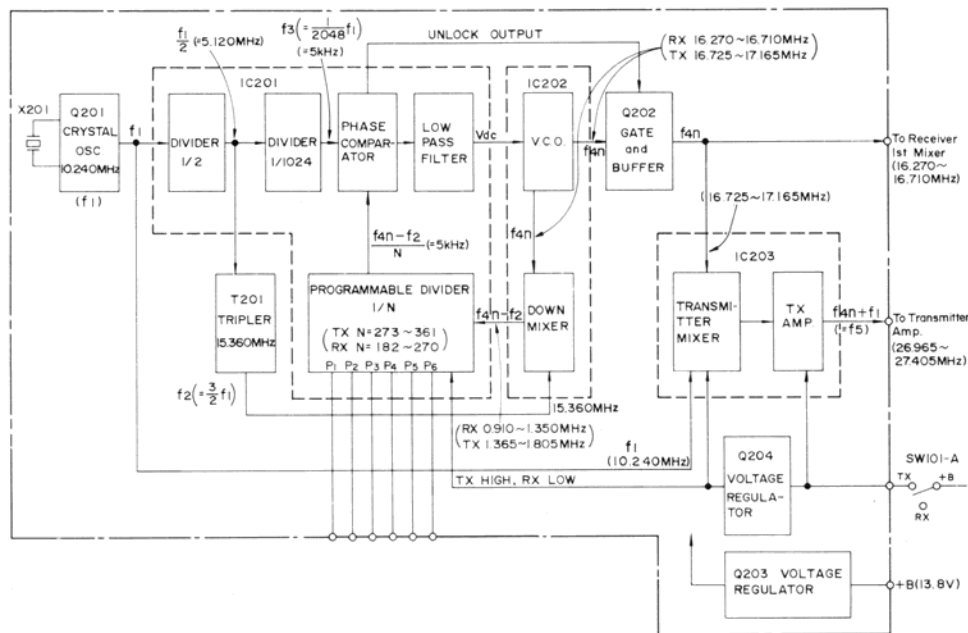 f1/2 (=5.120MHz)
f3(=1/2048 f1)
(=5kHz)
UNLOCK OUTPUT
(RX 16.270~16.710MHz
TX 16.725~17.165MHz)
IC201
IC202
X201
Q201
CRYSTAL
OSC
10.240MHz
(f1)
f1
DIVIDER
1/2
DIVIDER
1/1024
PHASE
COMPAR-
ATOR
LOW
PASS
FILTER
Vdc
V.C.O.
f4n
Q202
GATE
and
BUFFER
f4n
To Receiver
1st Mixer
(16.270~
16.710MHz)
(16.725~17.165MHz)
f4n-f2/N (=5kHz)
f4n
IC203
T201
TRIPLER
15.360MHz
PROGRAMMABLE DIVIDER
1/N
(TX N=273~361
RX N=182~270)
P1 P2 P3 P4 P5 P6
f4n-f2
DOWN
MIXER
TRANSMI-
TTER
MIXER
TX
AMP.
f4n+f1
(=f5)
To Transmitter
Amp.
(26.965~
27.405MHz)
f2(=3/2 f1)
15.360MHz
(RX 0.910~1.350MHz
TX 1.365~1.805MHz)
f1
(10.240MHz)
TX HIGH, RX LOW
Q204
VOLTAGE
REGULA-
TOR
SW101-A
TX
+B
RX
Q203 VOLTAGE
REGULATOR
+B(13.8V)